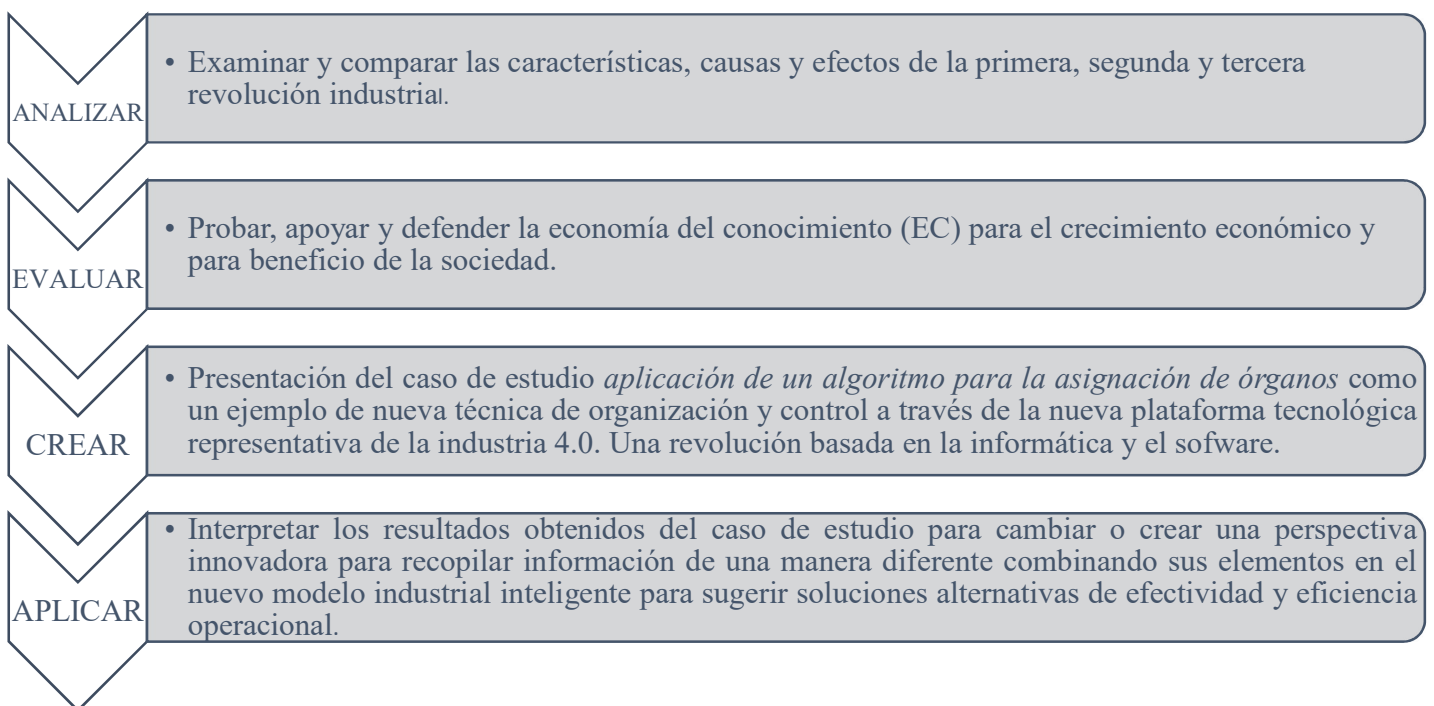 ANALIZAR
• Examinar y comparar las características, causas y efectos de la primera, segunda y tercera
revolución industrial.
EVALUAR
• Probar, apoyar y defender la economía del conocimiento (EC) para el crecimiento económico y
para beneficio de la sociedad.
CREAR
• Presentación del caso de estudio aplicación de un algoritmo para la asignación de órganos como
un ejemplo de nueva técnica de organización y control a través de la nueva plataforma tecnológica
representativa de la industria 4.0. Una revolución basada en la informática y el sofware.
APLICAR
• Interpretar los resultados obtenidos del caso de estudio para cambiar o crear una perspectiva
innovadora para recopilar información de una manera diferente combinando sus elementos en el
nuevo modelo industrial inteligente para sugerir soluciones alternativas de efectividad y eficiencia
operacional.